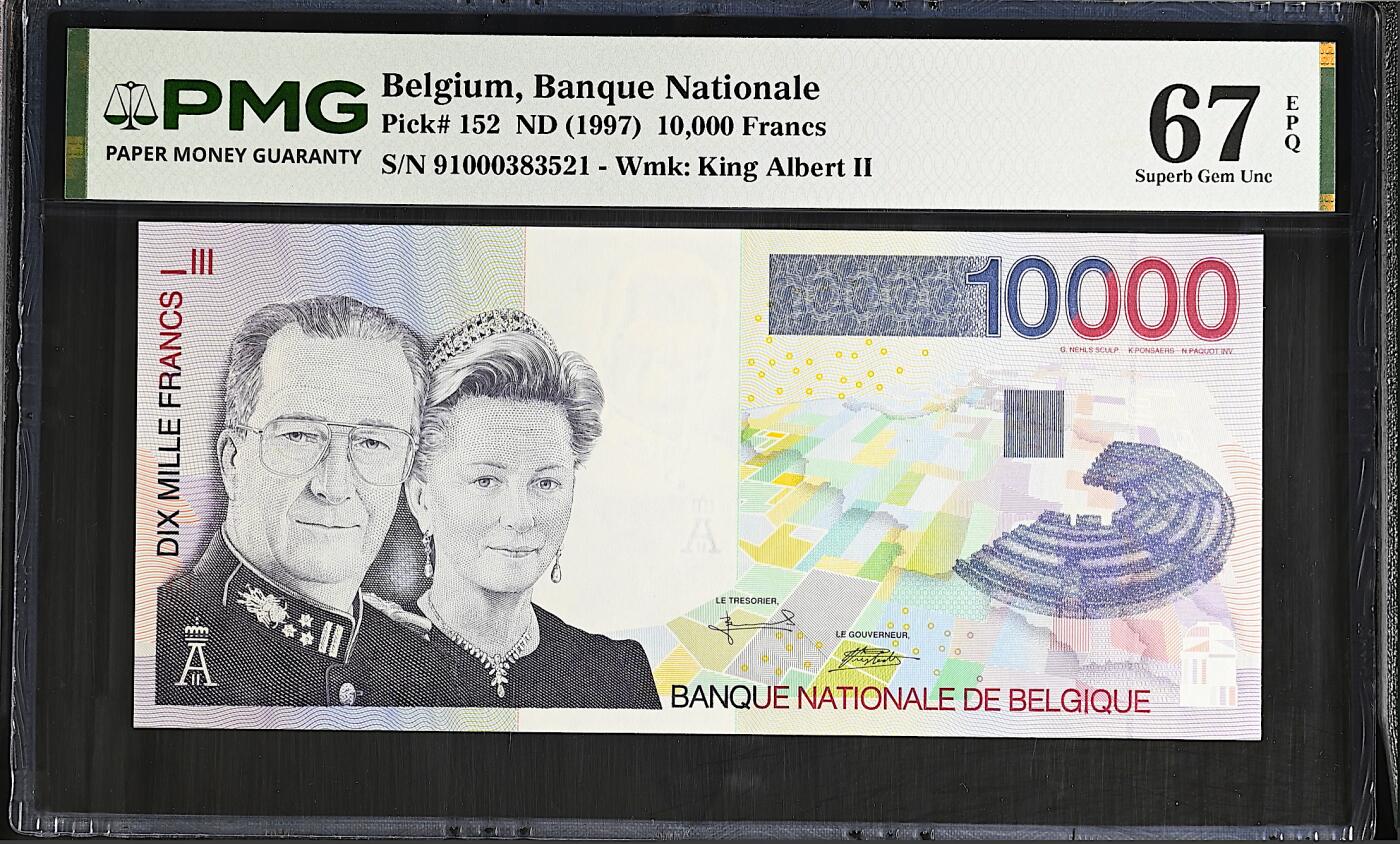 PMG
PAPER MONEY GUARANTY
Belgium, Banque Nationale
Pick# 152 ND (1997) 10,000 Francs
S/N 91000383521 - Wmk: King Albert II
67
EPQ
Superb Gem Unc
DIX MILLE FRANCS
10000
G. NEHLS SCULP. K.PONSAERS N.PAQUOT INV.
LE TRESORIER,
LE GOUVERNEUR,
BANQUE NATIONALE DE BELGIQUE
A